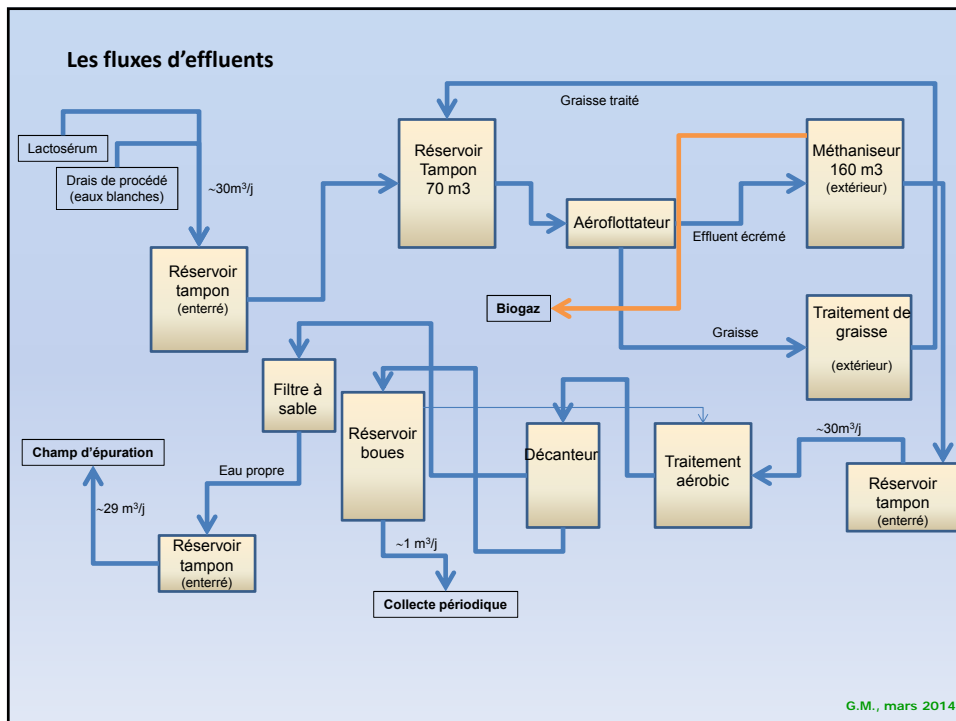 Les fluxes d'effluents
Graisse traité
Lactosérum
Drais de procédé
(eaux blanches)
~30m³/j
Réservoir
tampon
(enterré)
Réservoir
Tampon
70 m3
Aéroflottateur
Effluent écrémé
Méthaniseur
160 m3
(extérieur)
Biogaz
Graisse
Traitement de
graisse
(extérieur)
Filtre à
sable
Réservoir
boues
Décanteur
Traitement
aérobic
~30m³/j
Réservoir
tampon
(enterré)
Champ d'épuration
Eau propre
~29 m³/j
Réservoir
tampon
(enterré)
~1 m³/j
Collecte périodique
G.M., mars 2014